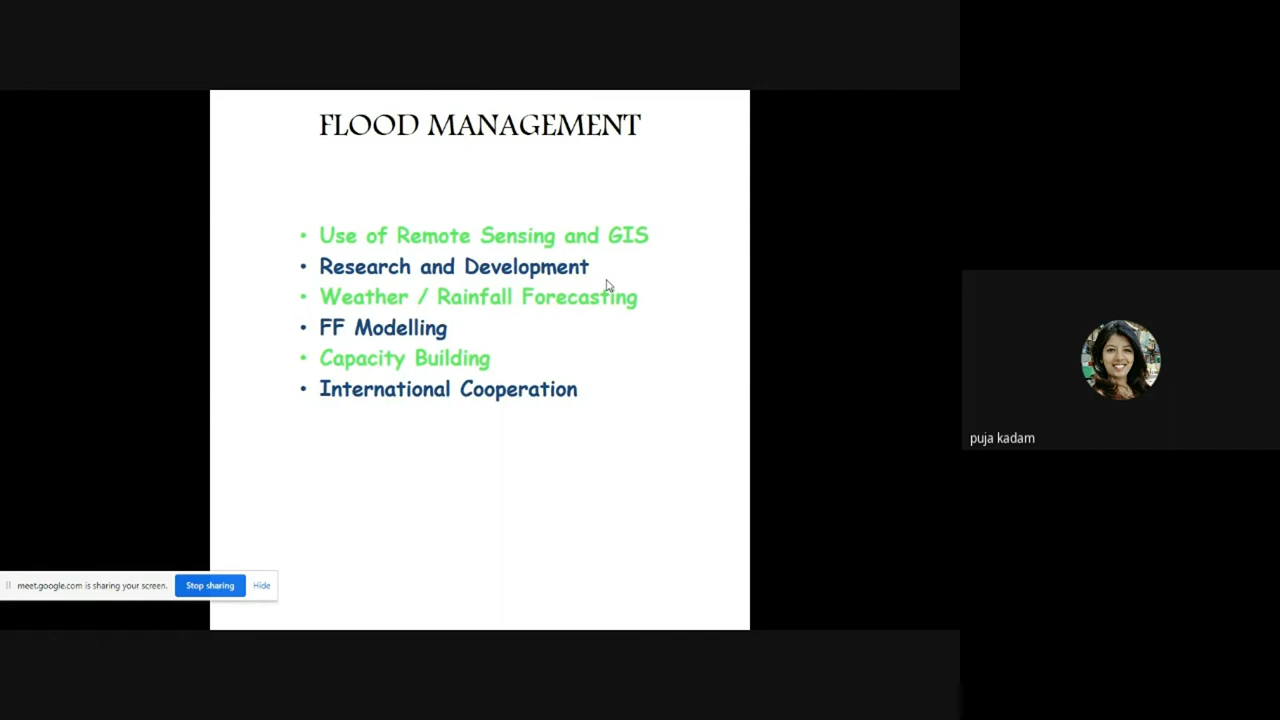 FLOOD MANAGEMENT
• Use of Remote Sensing and GIS
• Research and Development
• Weather / Rainfall Forecasting
• FF Modelling
• Capacity Building
• International Cooperation
puja kadam
meet.google.com is sharing your screen. Stop sharing Hide